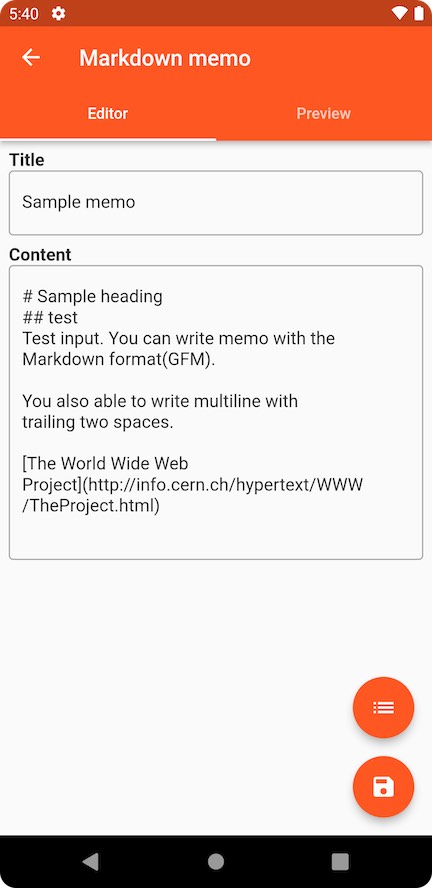 5:40
Markdown memo
Editor
Preview
Title
Sample memo
Content
# Sample heading
## test
Test input. You can write memo with the
Markdown format(GFM).
You also able to write multiline with
trailing two spaces.
[The World Wide Web
Project](http://info.cern.ch/hypertext/WWW
/TheProject.html)